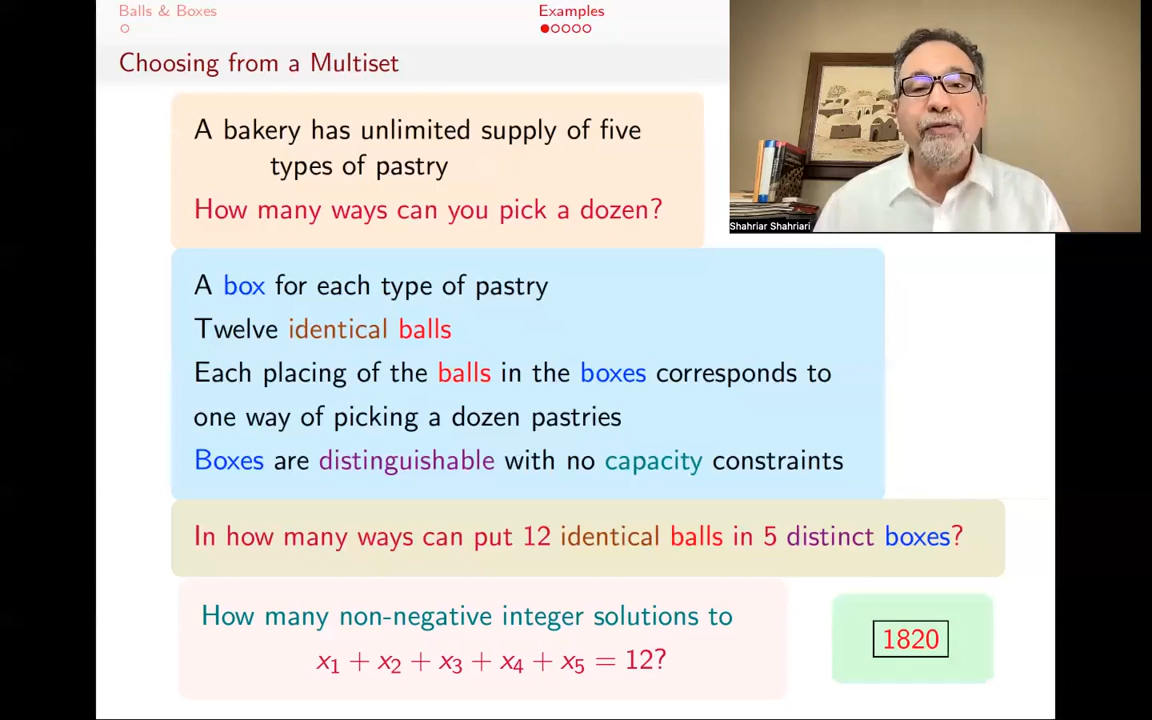 Balls & Boxes
Examples
Choosing from a Multiset
A bakery has unlimited supply of five
types of pastry
How many ways can you pick a dozen?
A box for each type of pastry
Twelve identical balls
Each placing of the balls in the boxes corresponds to
one way of picking a dozen pastries
Boxes are distinguishable with no capacity constraints
In how many ways can put 12 identical balls in 5 distinct boxes?
How many non-negative integer solutions to
x₁ + x₂ + x₃ + x₄ + x₅ = 12?
1820
Shahriar Shahriari